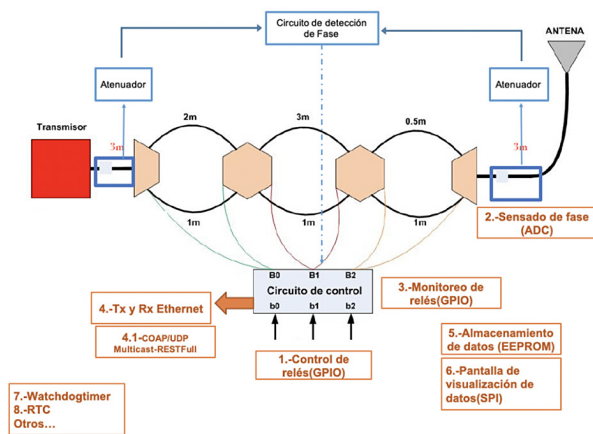 Circuito de detección
de Fase
ANTENA
Atenuador
Atenuador
2m
3m
0.5m
Transmisor
3m
3m
1m
1m
1m
2.-Sensado de fase
(ADC)
B0
B1
B2
Circuito de control
b0
b1
b2
3.-Monitoreo de
relés(GPIO)
4.-Tx y Rx Ethernet
4.1-COAP/UDP
Multicast-RESTFull
1.-Control de
relés(GPIO)
5.-Almacenamiento
de datos (EEPROM)
6.-Pantalla de
visualización de
datos(SPI)
7.-Watchdogtimer
8.-RTC
Otros...